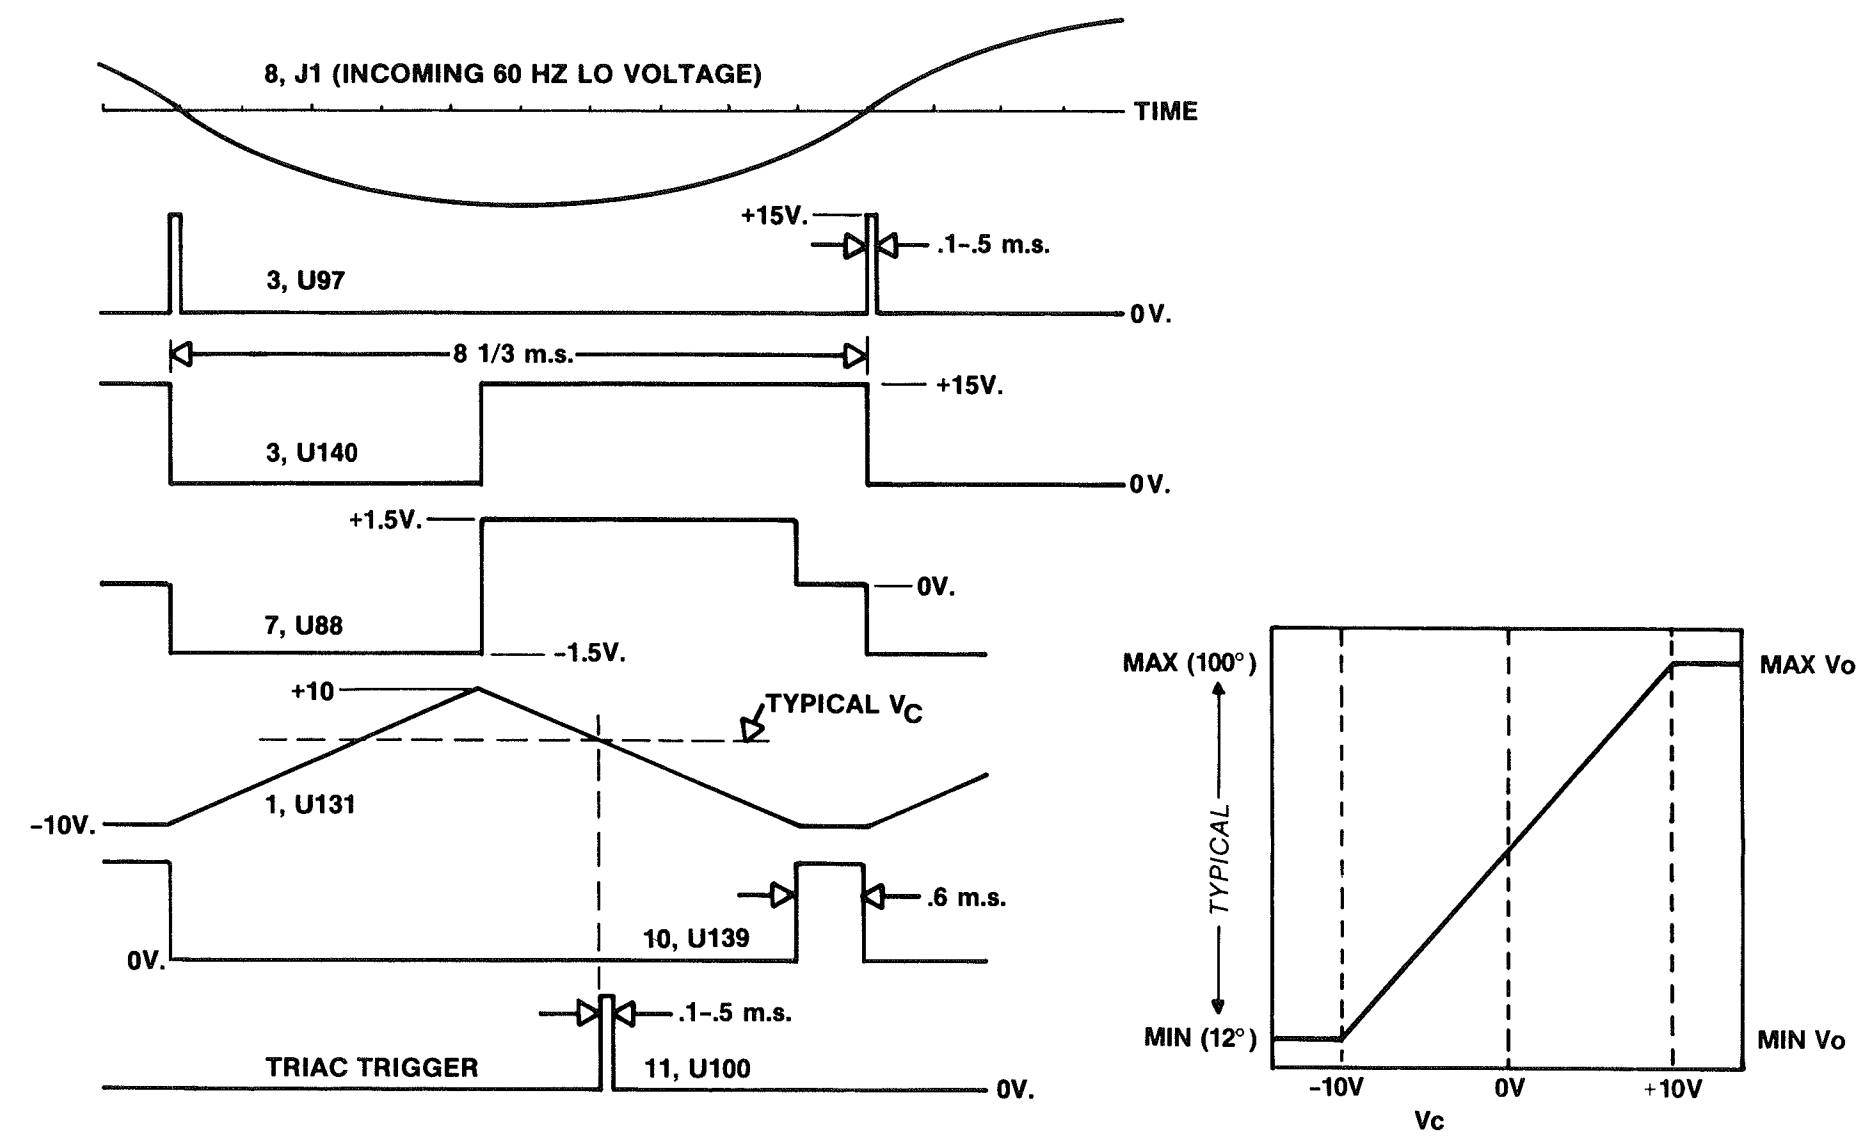 8, J1 (INCOMING 60 HZ LO VOLTAGE)
TIME
+15V.
.1-.5 m.s.
3, U97
0V.
8 1/3 m.s.
+15V.
3, U140
0V.
+1.5V.
0V.
7, U88
-1.5V.
+10
TYPICAL VC
1, U131
-10V.
.6 m.s.
10, U139
0V.
.1-.5 m.s.
TRIAC TRIGGER
11, U100
0V.
MAX (100°)
MAX Vo
TYPICAL
MIN (12°)
MIN Vo
-10V
0V
+10V
Vc